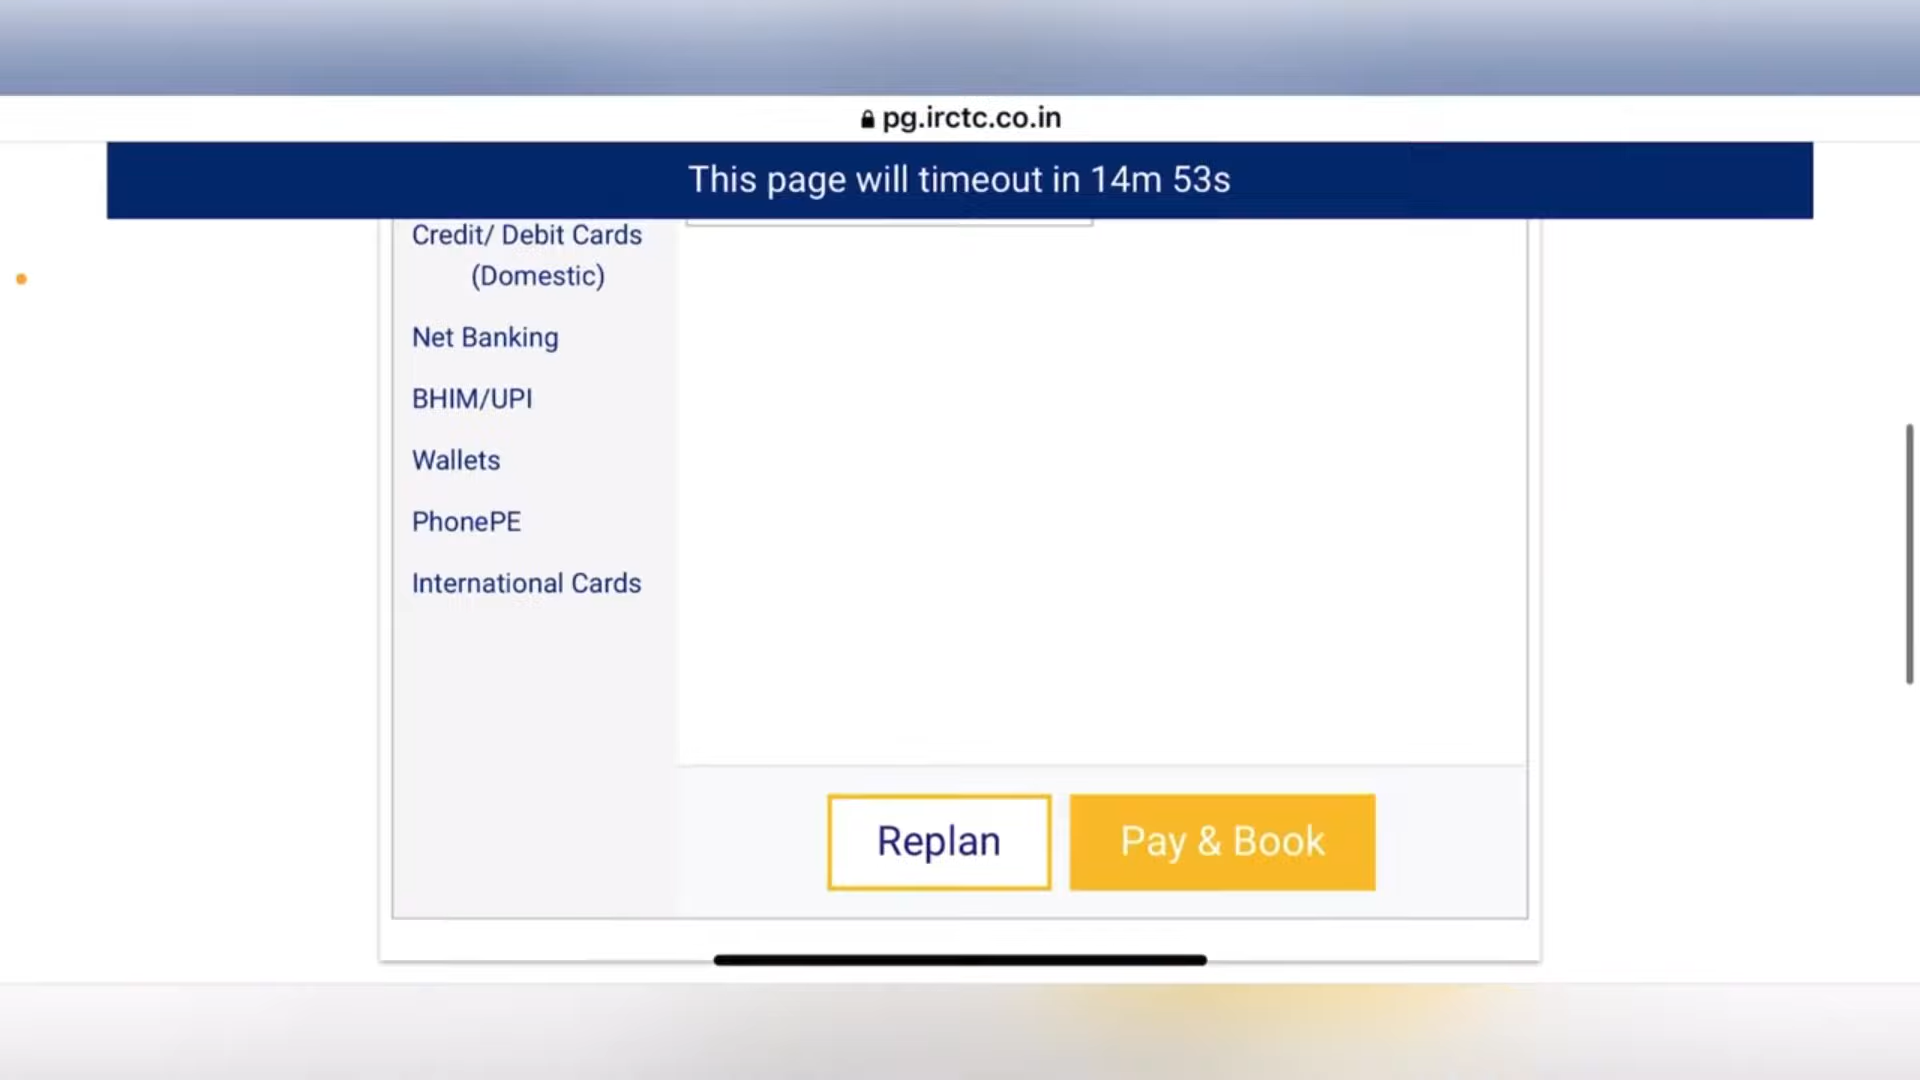 pg.irctc.co.in
This page will timeout in 14m 53s
Credit/ Debit Cards
(Domestic)
Net Banking
BHIM/UPI
Wallets
PhonePE
International Cards
Replan
Pay & Book